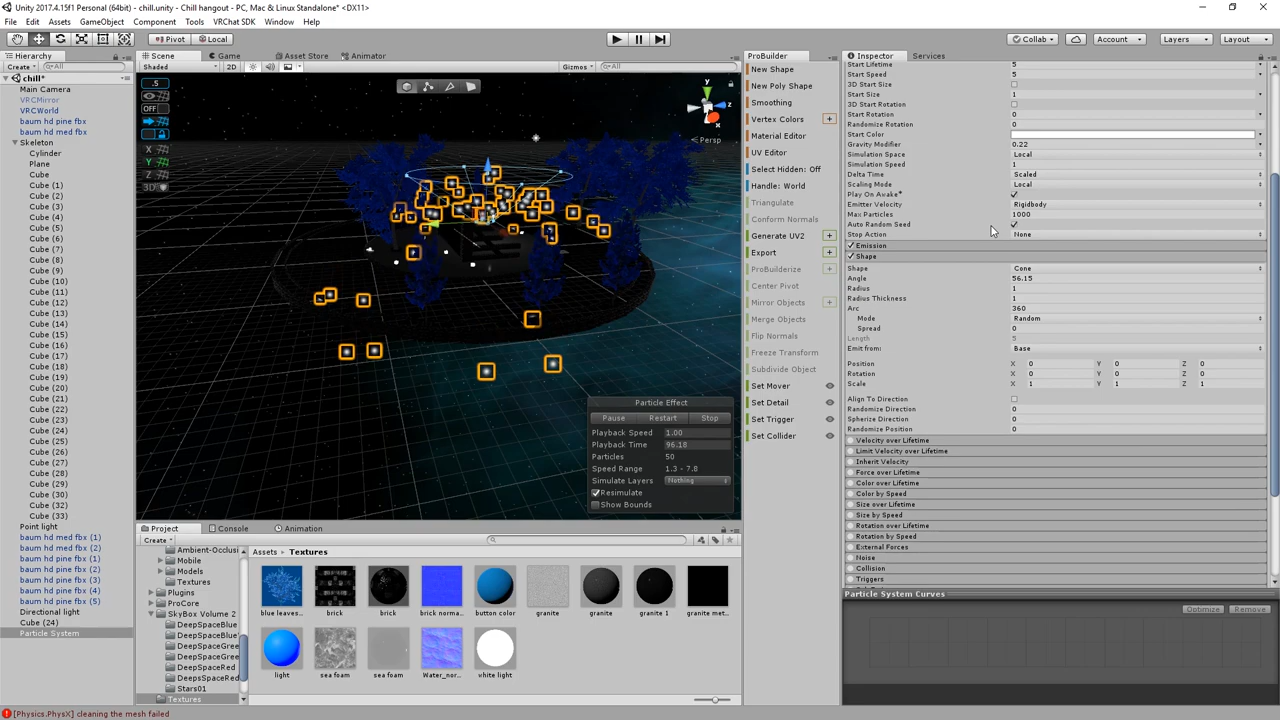 Unity 2017.4.15f1 Personal (64bit) - chill.unity - Chill hangout - PC, Mac & Linux Standalone* <DX11>
File Edit Assets GameObject Component Tools VRChat SDK Window Help
Pivot Local Collab Account Layers Layout
Hierarchy
Create All
chill*
Main Camera
VRCMirror
VRCWorld
baum hd pine fbx
baum hd med fbx
Skeleton
Cylinder
Plane
Cube
Cube (1)
Cube (2)
Cube (3)
Cube (4)
Cube (5)
Cube (6)
Cube (7)
Cube (8)
Cube (9)
Cube (10)
Cube (11)
Cube (12)
Cube (13)
Cube (14)
Cube (15)
Cube (16)
Cube (17)
Cube (18)
Cube (19)
Cube (20)
Cube (21)
Cube (22)
Cube (23)
Cube (24)
Cube (25)
Cube (26)
Cube (27)
Cube (28)
Cube (29)
Cube (30)
Cube (31)
Cube (32)
Cube (33)
Point light
baum hd med fbx (1)
baum hd med fbx (2)
baum hd pine fbx (1)
baum hd pine fbx (2)
baum hd pine fbx (3)
baum hd pine fbx (4)
baum hd pine fbx (5)
Directional light
Cube (24)
Particle System
Scene Game Asset Store Animator
Shaded 2D Gizmos All
.5
OFF
X
Y
Z
3D
y
z
x
Persp
Particle Effect
Pause Restart Stop
Playback Speed 1.00
Playback Time 96.18
Particles 50
Speed Range 1.3 - 7.8
Simulate Layers Nothing
Resimulate
Show Bounds
Project Console Animation
Create
Ambient-Occlusi
Mobile
Models
Textures
Plugins
ProCore
SkyBox Volume 2
DeepSpaceBlue
DeepSpaceBlue
DeepSpaceGree
DeepSpaceGree
DeepSpaceRed
DeepsSpaceRed
Stars01
Textures
Assets Textures
blue leaves... brick brick brick norma... button color granite granite granite 1 granite met...
light sea foam sea foam Water_nor... white light
ProBuilder
New Shape
New Poly Shape
Smoothing
Vertex Colors +
Material Editor
UV Editor
Select Hidden: Off
Handle: World
Triangulate
Conform Normals
Generate UV2 +
Export +
ProBuilderize +
Center Pivot
Mirror Objects +
Merge Objects
Flip Normals
Freeze Transform
Subdivide Object
Set Mover
Set Detail
Set Trigger
Set Collider
Inspector Services
Start Lifetime 5
Start Speed 5
3D Start Size
Start Size 1
3D Start Rotation
Start Rotation 0
Randomize Rotation 0
Start Color
Gravity Modifier 0.22
Simulation Space Local
Simulation Speed 1
Delta Time Scaled
Scaling Mode Local
Play On Awake*
Emitter Velocity Rigidbody
Max Particles 1000
Auto Random Seed
Stop Action None
Emission
Shape
Shape Cone
Angle 56.15
Radius 1
Radius Thickness 1
Arc 360
Mode Random
Spread 0
Length 5
Emit from: Base
Position X 0 Y 0 Z 0
Rotation X 0 Y 0 Z 0
Scale X 1 Y 1 Z 1
Align To Direction
Randomize Direction 0
Spherize Direction 0
Randomize Position 0
Velocity over Lifetime
Limit Velocity over Lifetime
Inherit Velocity
Force over Lifetime
Color over Lifetime
Color by Speed
Size over Lifetime
Size by Speed
Rotation over Lifetime
Rotation by Speed
External Forces
Noise
Collision
Triggers
Particle System Curves
Optimize Remove
[Physics.PhysX] cleaning the mesh failed